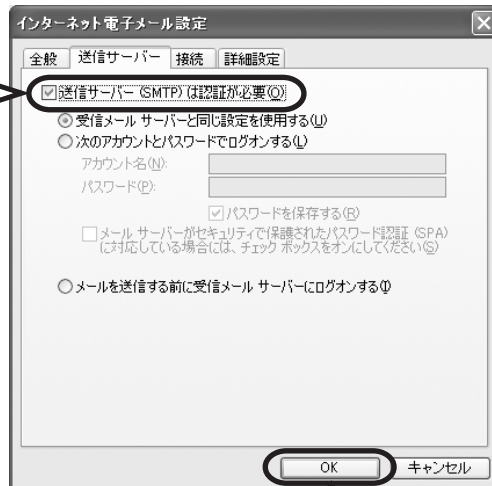 インターネット電子メール設定
全般 送信サーバー 接続 詳細設定
送信サーバー (SMTP) は認証が必要(O)
受信メール サーバーと同じ設定を使用する(U)
次のアカウントとパスワードでログオンする(L)
アカウント名(N):
パスワード(P):
パスワードを保存する(R)
メール サーバーがセキュリティで保護されたパスワード認証 (SPA)
に対応している場合には、チェック ボックスをオンにしてください(S)
メールを送信する前に受信メール サーバーにログオンする(I)
OK キャンセル